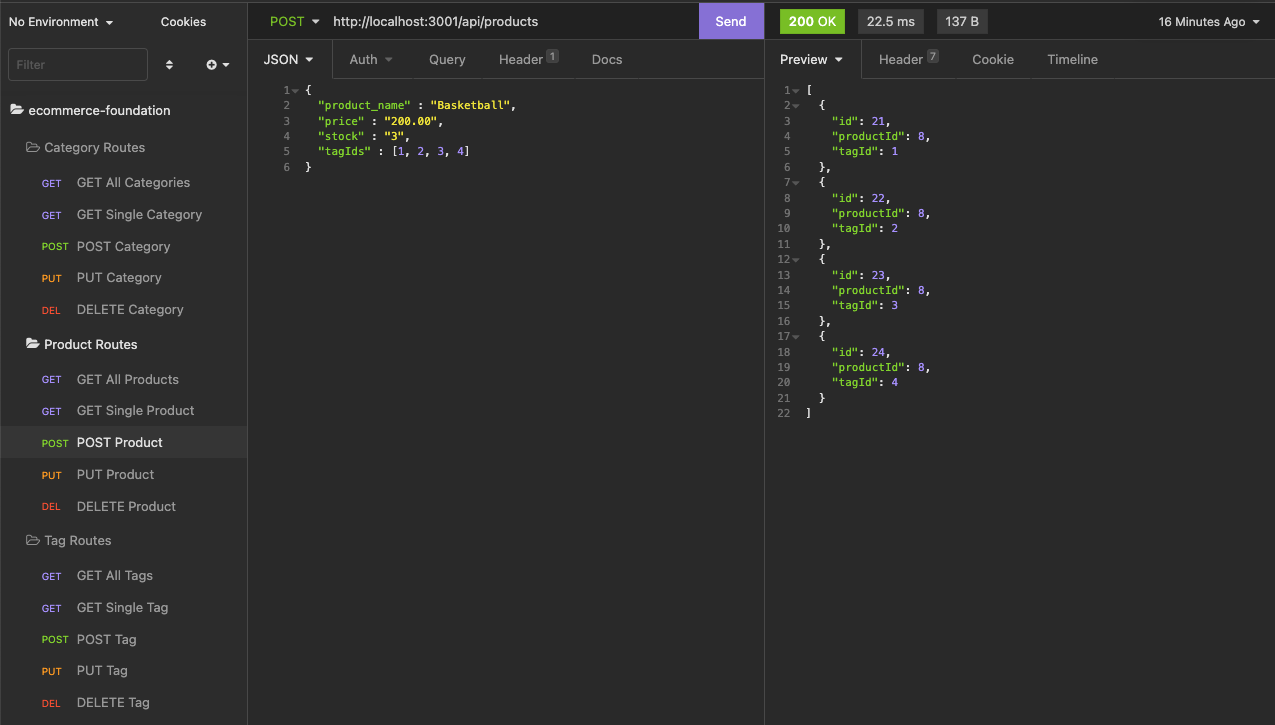 No Environment Cookies
Filter
ecommerce-foundation
Category Routes
GET GET All Categories
GET GET Single Category
POST POST Category
PUT PUT Category
DEL DELETE Category
Product Routes
GET GET All Products
GET GET Single Product
POST POST Product
PUT PUT Product
DEL DELETE Product
Tag Routes
GET GET All Tags
GET GET Single Tag
POST POST Tag
PUT PUT Tag
DEL DELETE Tag
POST http://localhost:3001/api/products Send
JSON Auth Query Header 1 Docs
1 {
2 "product_name" : "Basketball",
3 "price" : "200.00",
4 "stock" : "3",
5 "tagIds" : [1, 2, 3, 4]
6 }
200 OK 22.5 ms 137 B 16 Minutes Ago
Preview Header 7 Cookie Timeline
1 [
2 {
3 "id": 21,
4 "productId": 8,
5 "tagId": 1
6 },
7 {
8 "id": 22,
9 "productId": 8,
10 "tagId": 2
11 },
12 {
13 "id": 23,
14 "productId": 8,
15 "tagId": 3
16 },
17 {
18 "id": 24,
19 "productId": 8,
20 "tagId": 4
21 }
22 ]